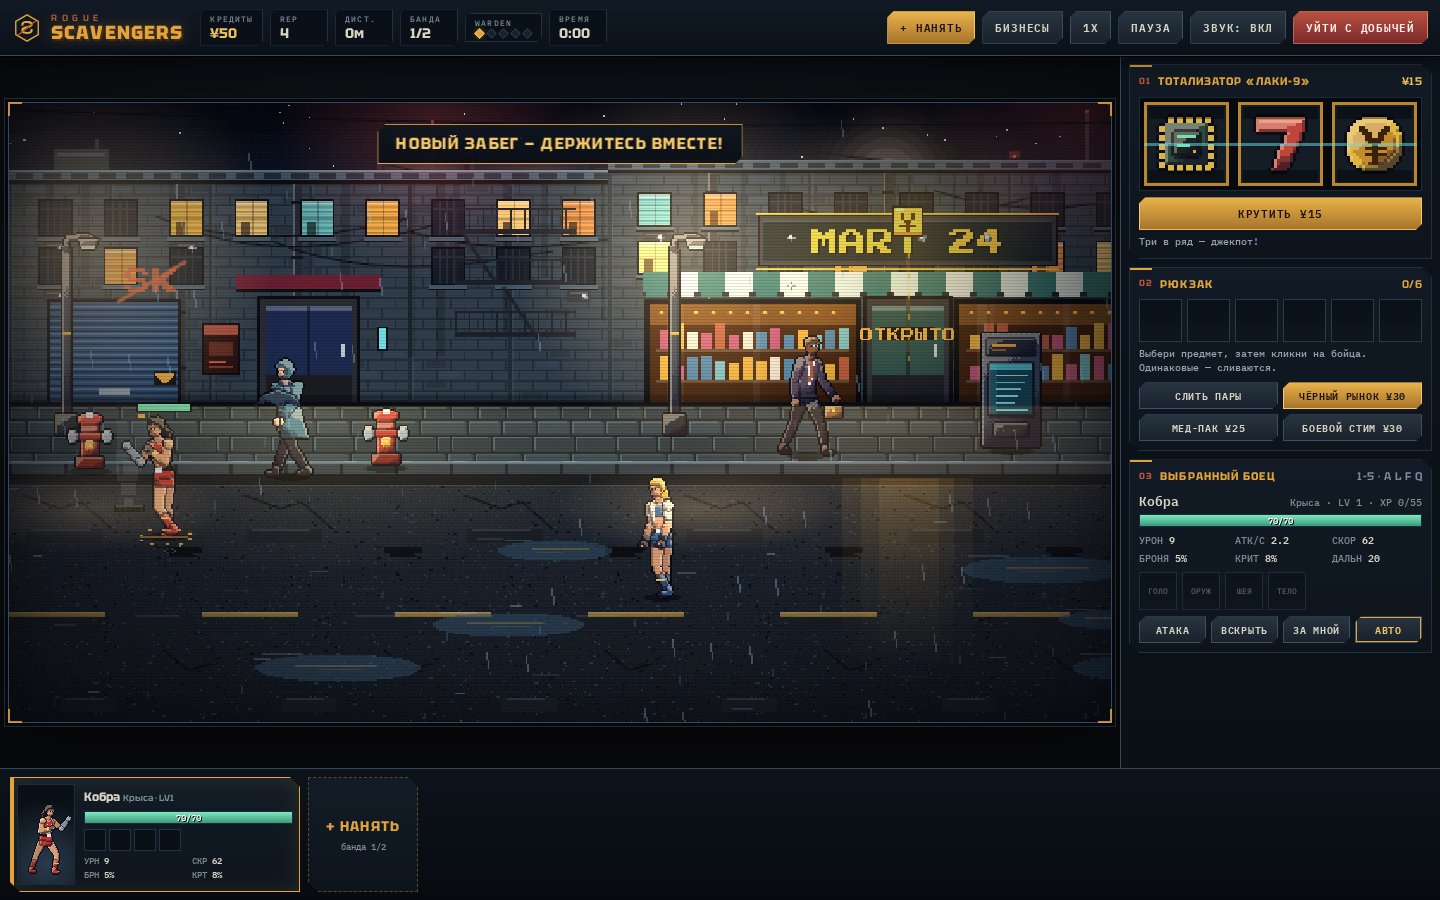 ROGUE
SCAVENGERS
КРЕДИТЫ
¥50
REP
4
ДИСТ.
0м
БАНДА
1/2
WARDEN
ВРЕМЯ
0:00
+ НАНЯТЬ
БИЗНЕСЫ
1X
ПАУЗА
ЗВУК: ВКЛ
УЙТИ С ДОБЫЧЕЙ
НОВЫЙ ЗАБЕГ — ДЕРЖИТЕСЬ ВМЕСТЕ!
SK
¥
MART 24
ОТКРЫТО
01 ТОТАЛИЗАТОР «ЛАКИ-9» ¥15
7
КРУТИТЬ ¥15
Три в ряд — джекпот!
02 РЮКЗАК 0/6
Выбери предмет, затем кликни на бойца.
Одинаковые — сливаются.
СЛИТЬ ПАРЫ
ЧЁРНЫЙ РЫНОК ¥30
МЕД-ПАК ¥25
БОЕВОЙ СТИМ ¥30
03 ВЫБРАННЫЙ БОЕЦ 1-5·A L F Q
Кобра Крыса · LV 1 · XP 0/55
70/70
УРОН 9 АТК/С 2.2 СКОР 62
БРОНЯ 5% КРИТ 8% ДАЛЬН 20
ГОЛО ОРУЖ ШЕЯ ТЕЛО
АТАКА
ВСКРЫТЬ
ЗА МНОЙ
АВТО
Кобра Крыса · LV1
70/70
УРН 9 СКР 62
БРН 5% КРТ 8%
+ НАНЯТЬ
банда 1/2